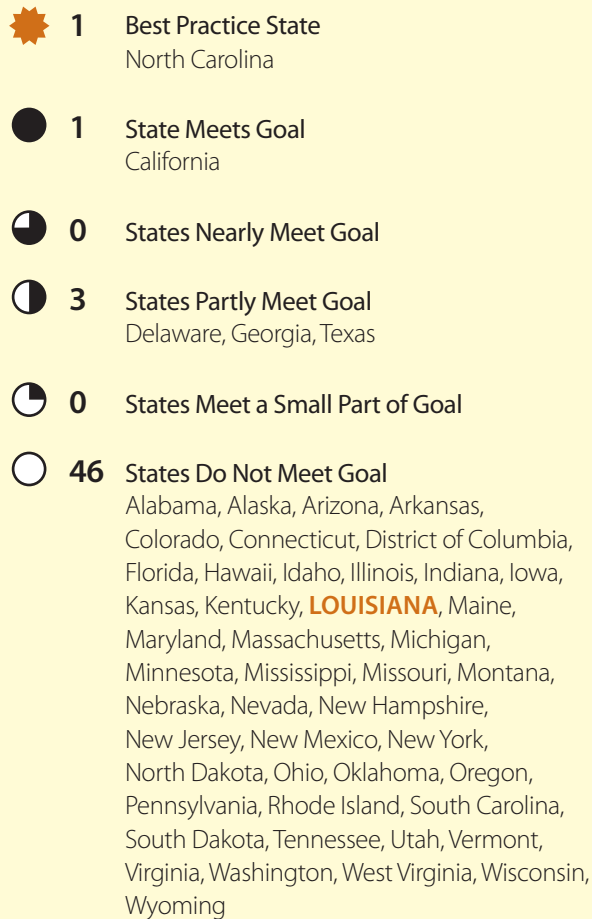 1 Best Practice State
North Carolina
1 State Meets Goal
California
0 States Nearly Meet Goal
3 States Partly Meet Goal
Delaware, Georgia, Texas
0 States Meet a Small Part of Goal
46 States Do Not Meet Goal
Alabama, Alaska, Arizona, Arkansas,
Colorado, Connecticut, District of Columbia,
Florida, Hawaii, Idaho, Illinois, Indiana, Iowa,
Kansas, Kentucky, LOUISIANA, Maine,
Maryland, Massachusetts, Michigan,
Minnesota, Mississippi, Missouri, Montana,
Nebraska, Nevada, New Hampshire,
New Jersey, New Mexico, New York,
North Dakota, Ohio, Oklahoma, Oregon,
Pennsylvania, Rhode Island, South Carolina,
South Dakota, Tennessee, Utah, Vermont,
Virginia, Washington, West Virginia, Wisconsin,
Wyoming